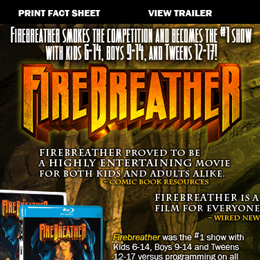 PRINT FACT SHEET VIEW TRAILER
FIREBREATHER SMOKES THE COMPETITION AND BECOMES THE #1 SHOW
WITH KIDS 6-14, BOYS 9-14, AND TWEENS 12-17!
FIREBREATHER
FIREBREATHER PROVED TO BE
A HIGHLY ENTERTAINING MOVIE
FOR BOTH KIDS AND ADULTS ALIKE.
~ COMIC BOOK RESOURCES
FIREBREATHER IS A
FILM FOR EVERYONE
~ WIRED NEW
FIREBREATHER
FIREBREATHER
Firebreather was the #1 show with
Kids 6-14, Boys 9-14 and Tweens
12-17 versus programming on all